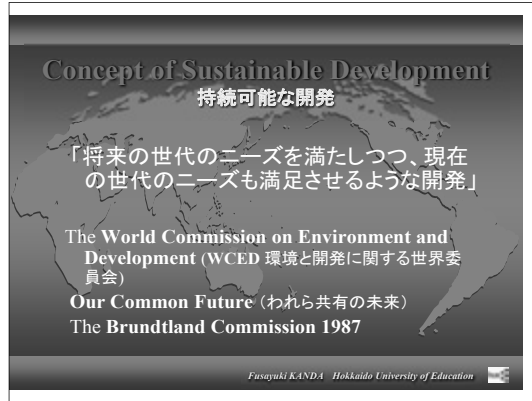 Concept of Sustainable Development
持続可能な開発
「将来の世代のニーズを満たしつつ、現在
の世代のニーズも満足させるような開発」
The World Commission on Environment and
Development (WCED 環境と開発に関する世界委
員会)
Our Common Future（われら共有の未来）
The Brundtland Commission 1987
Fusayuki KANDA Hokkaido University of Education